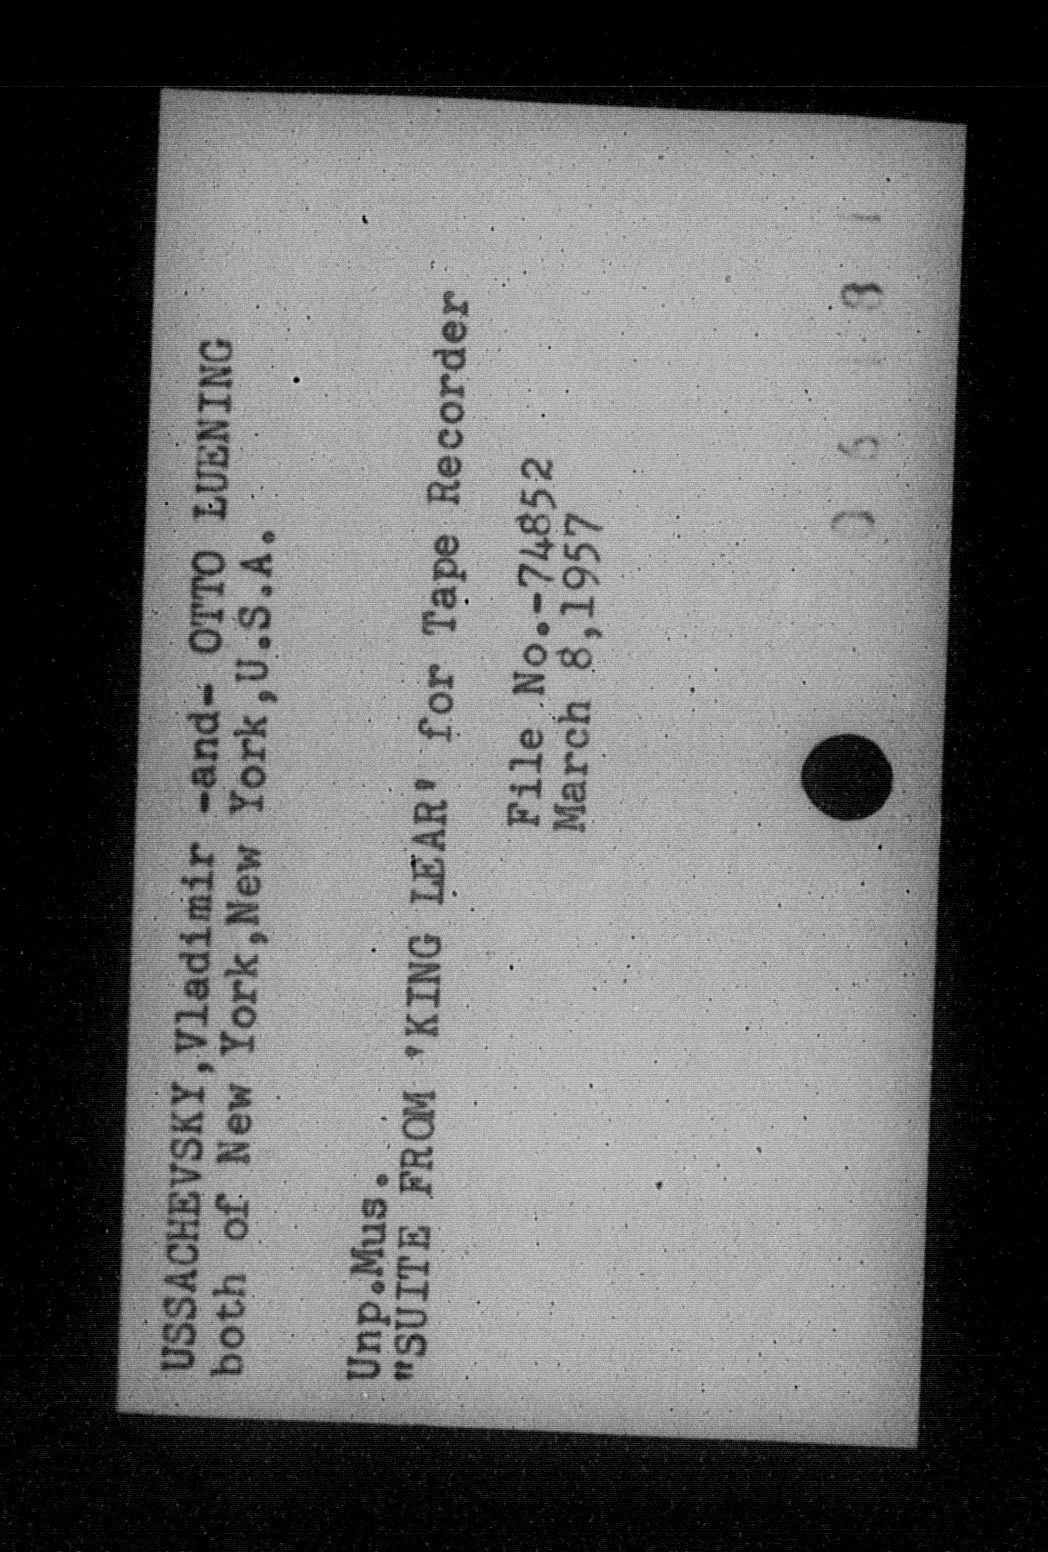 USSACHEVSKY,Vladimir -and- OTTO LUENING
both of New York,New York,U.S.A.
Unp.Mus.
"SUITE FROM 'KING LEAR' for Tape Recorder
File No.-74852
March 8,1957